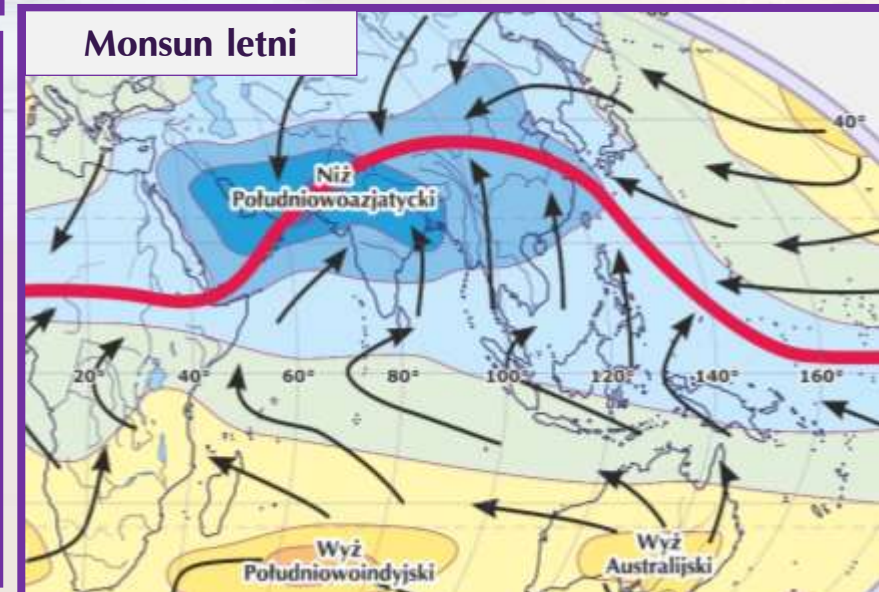 Monsun letni
40°
Niż
Południowoazjatycki
20°
40°
60°
80°
100°
120°
140°
160°
Wyż
Południowoindyjski
Wyż
Australijski